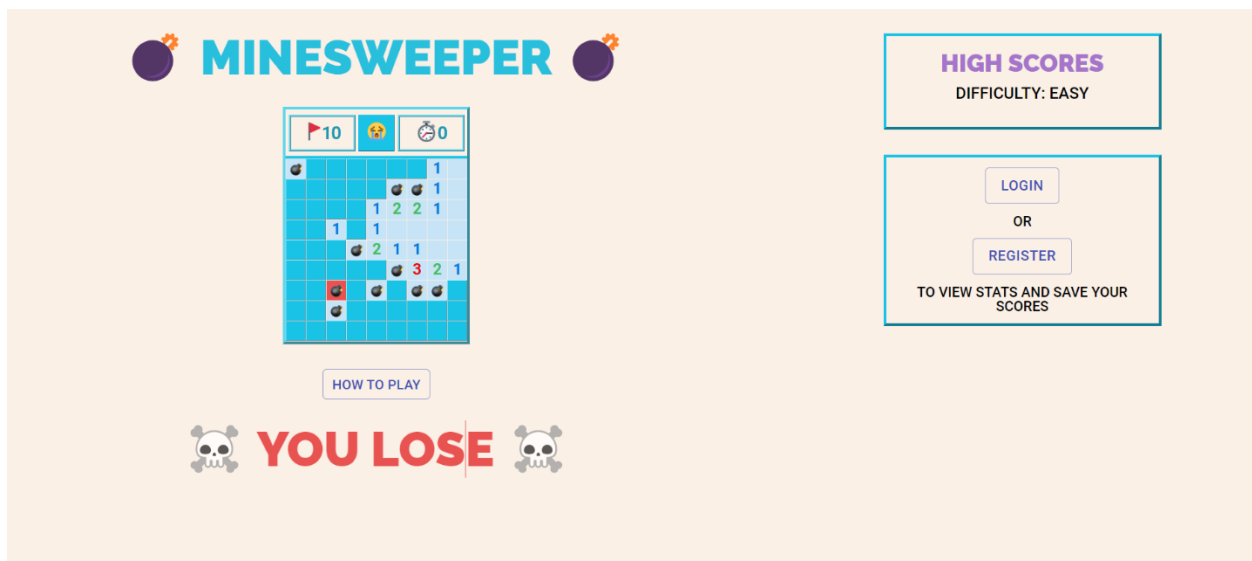 MINESWEEPER
10 0
1
1
1 2 2 1
1 1
2 1 1
3 2 1
HOW TO PLAY
YOU LOSE
HIGH SCORES
DIFFICULTY: EASY
LOGIN
OR
REGISTER
TO VIEW STATS AND SAVE YOUR
SCORES